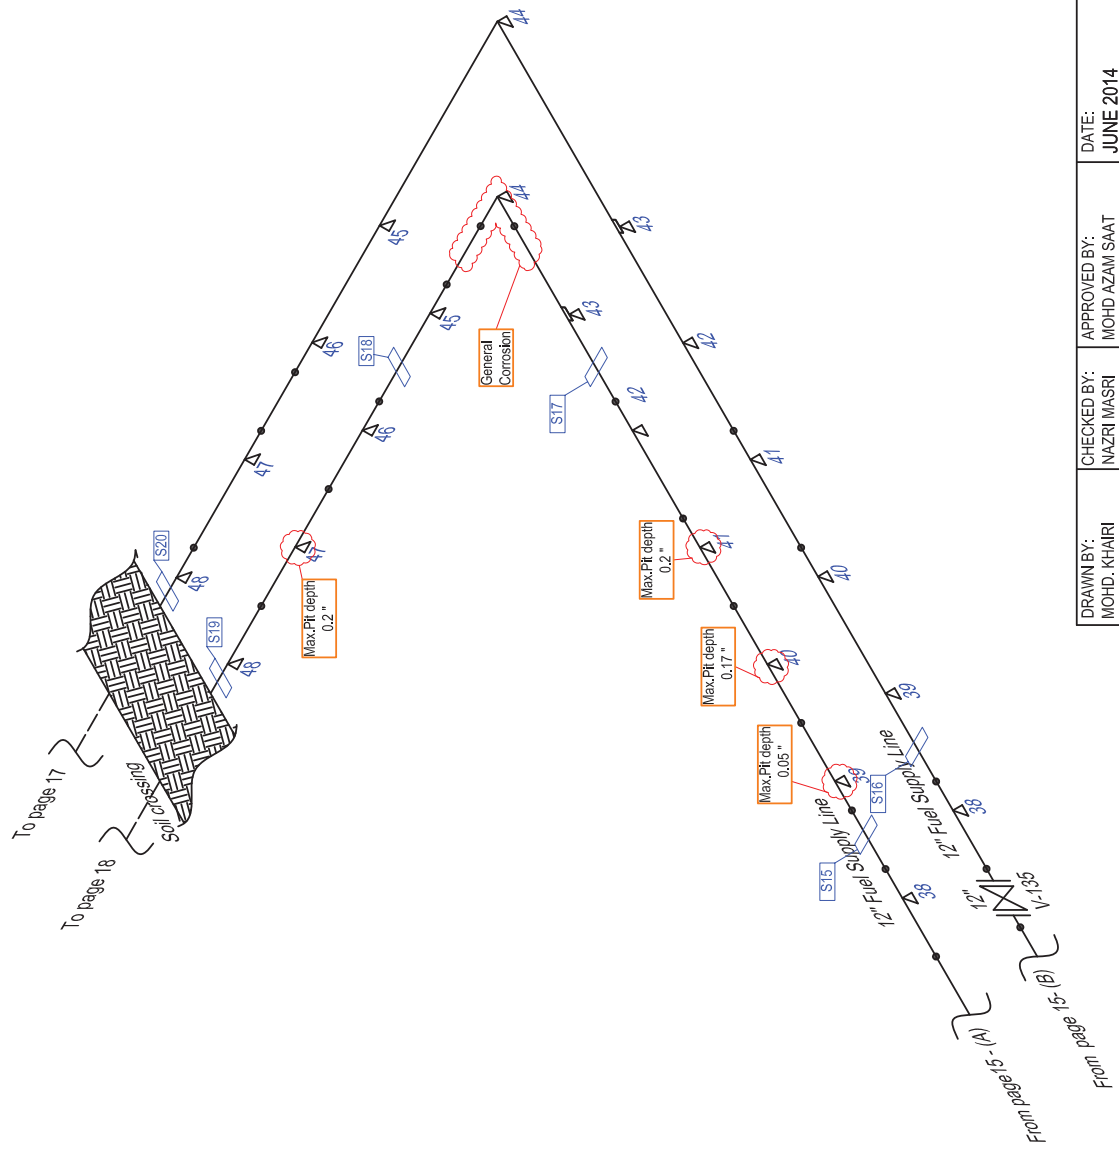 44
45
44
43
45
S18
46
General
Corrosion
43
42
S17
42
47
46
41
S20
48
47
Max.Pit depth
0.2 "
Max.Pit depth
0.2 "
41
40
S19
48
Max.Pit depth
0.17 "
40
39
To page 17
Soil crossing
To page 18
Max.Pit depth
0.05 "
39
S16
12" Fuel Supply Line
38
S15
12" Fuel Supply Line
38
12"
V-135
From page15 - (A)
From page 15- (B)
DRAWN BY:
MOHD. KHAIRI
CHECKED BY:
NAZRI MASRI
APPROVED BY:
MOHD AZAM SAAT
DATE:
JUNE 2014